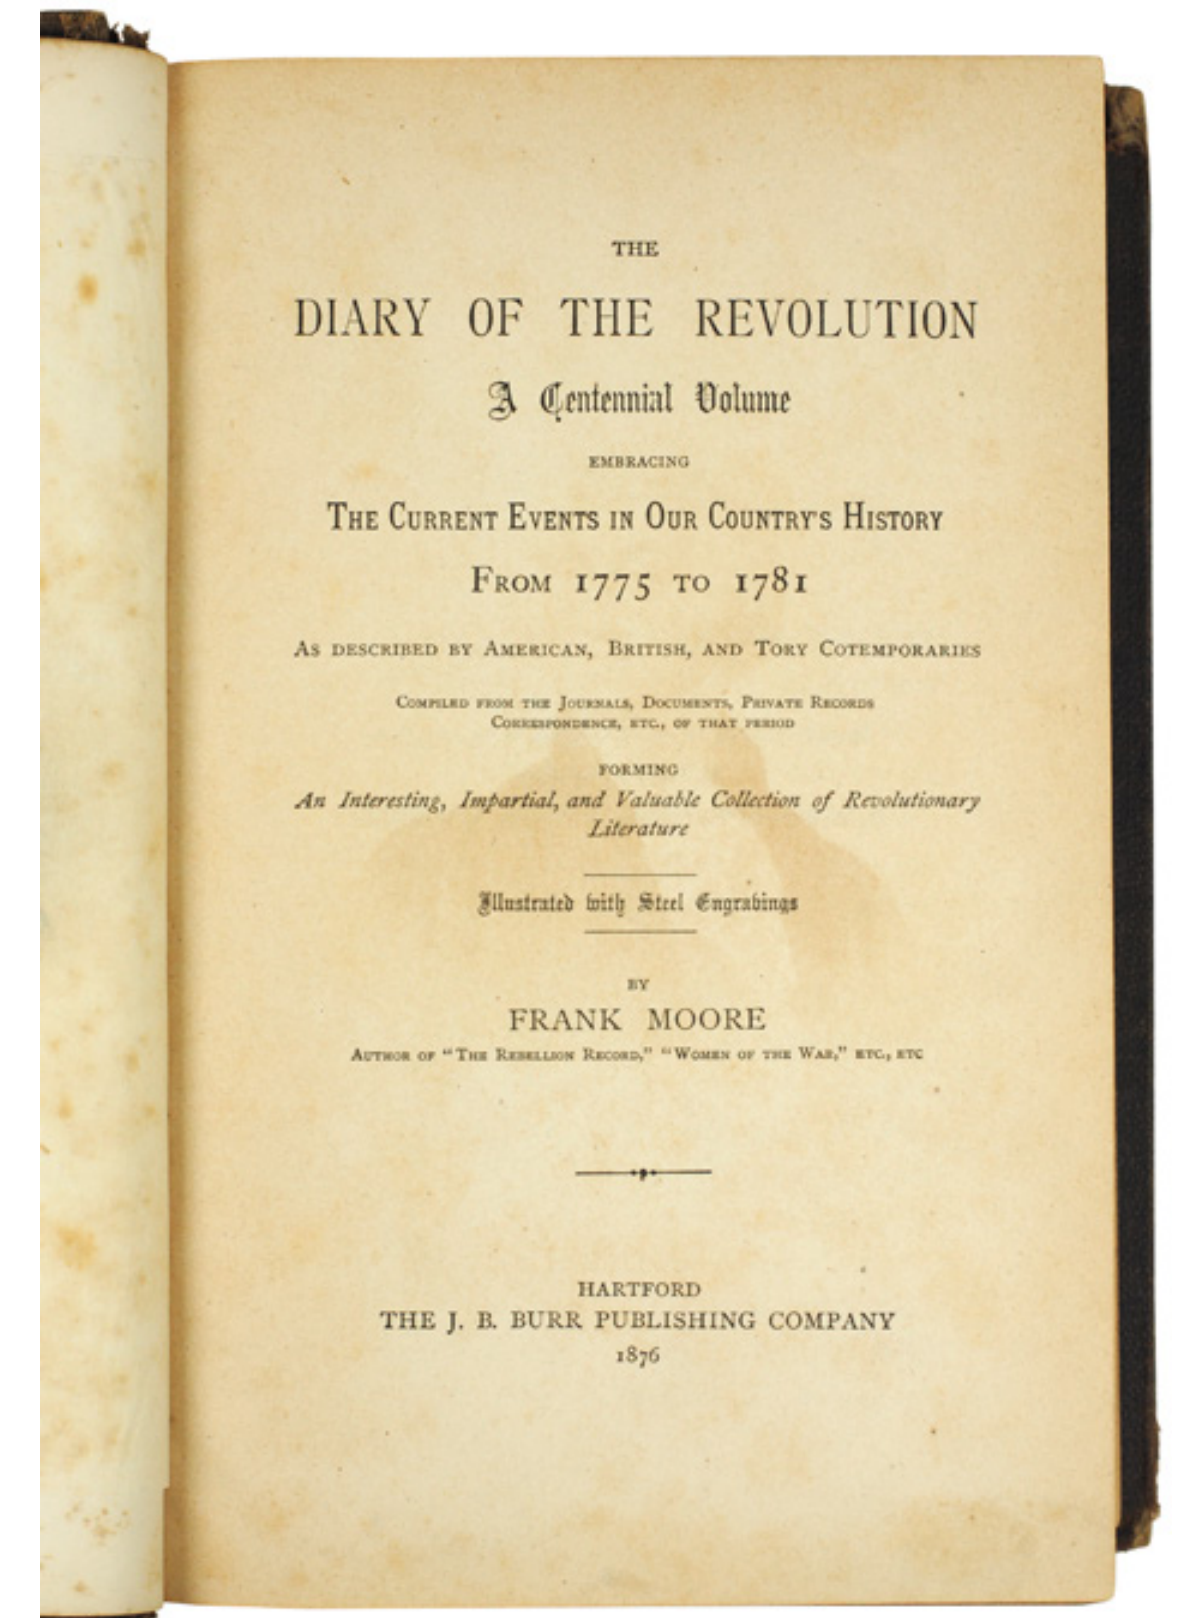 THE
DIARY OF THE REVOLUTION
A Centennial Volume
EMBRACING
THE CURRENT EVENTS IN OUR COUNTRY'S HISTORY
FROM 1775 TO 1781
AS DESCRIBED BY AMERICAN, BRITISH, AND TORY COTEMPORARIES
COMPILED FROM THE JOURNALS, DOCUMENTS, PRIVATE RECORDS
CORRESPONDENCE, ETC., OF THAT PERIOD
FORMING
An Interesting, Impartial, and Valuable Collection of Revolutionary
Literature
Illustrated with Steel Engravings
BY
FRANK MOORE
AUTHOR OF "THE REBELLION RECORD," "WOMEN OF THE WAR," ETC., ETC
HARTFORD
THE J. B. BURR PUBLISHING COMPANY
1876